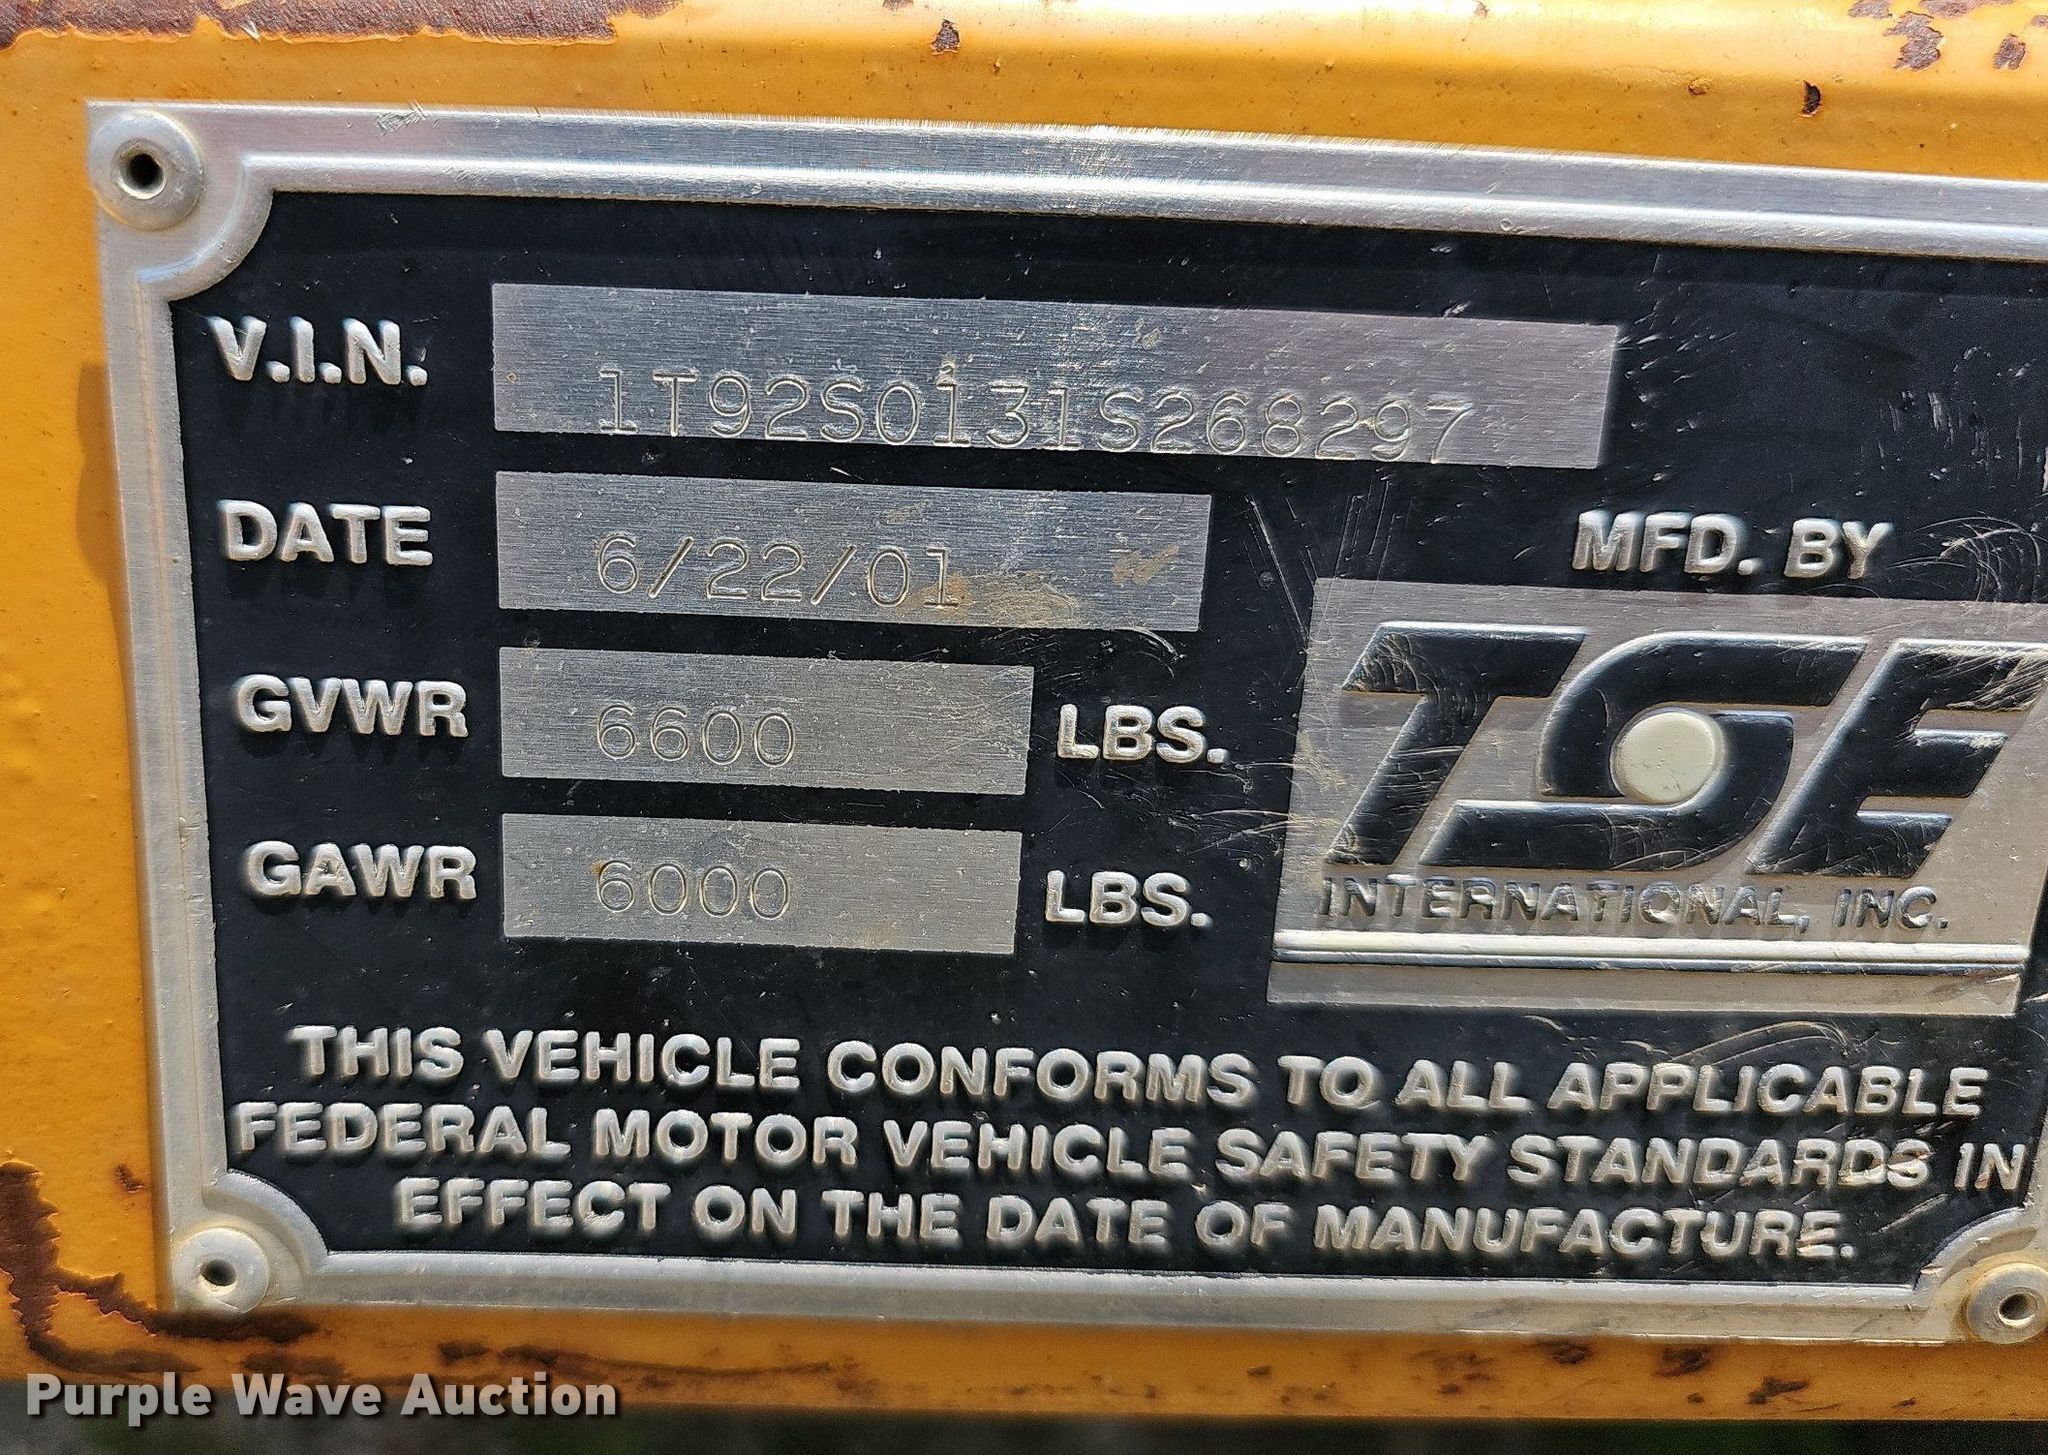 V.I.N. 1T92S0131S268297
DATE 6/22/01
GVWR 6600 LBS.
GAWR 6000 LBS.
MFD. BY
TSE
INTERNATIONAL, INC.
THIS VEHICLE CONFORMS TO ALL APPLICABLE
FEDERAL MOTOR VEHICLE SAFETY STANDARDS IN
EFFECT ON THE DATE OF MANUFACTURE.
Purple Wave Auction